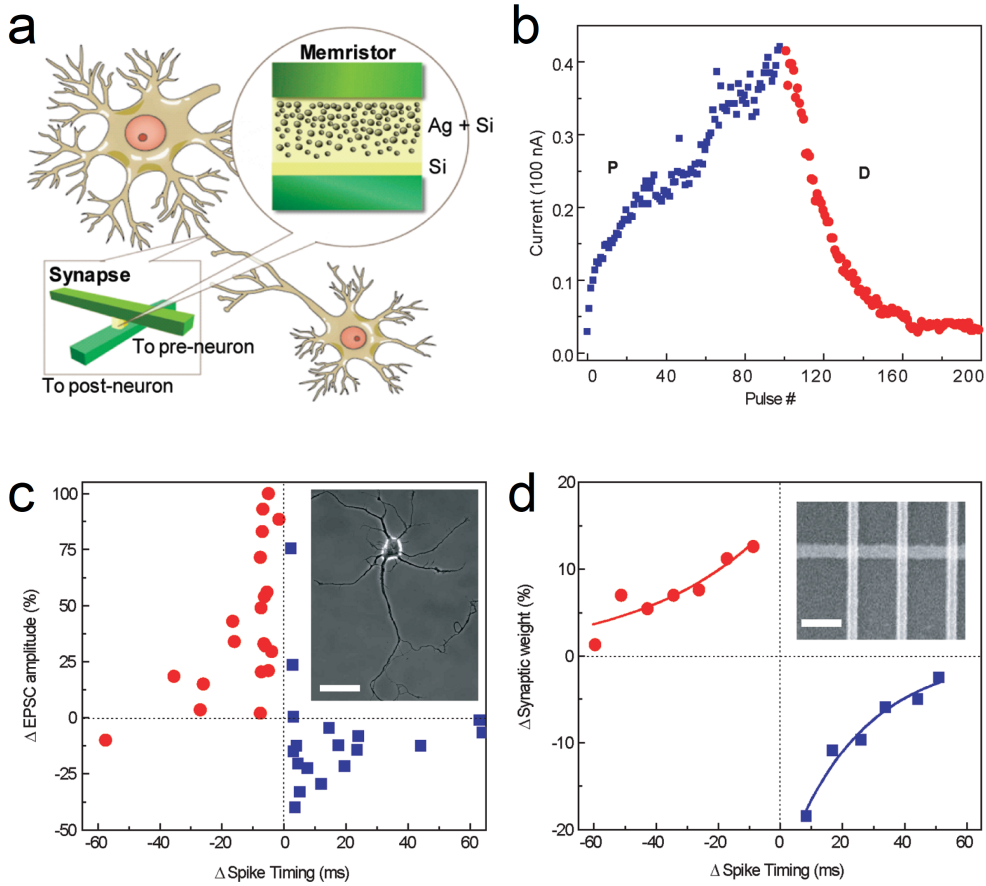 a
Memristor
Ag + Si
Si
Synapse
To pre-neuron
To post-neuron
b
Current (100 nA)
0.4
0.3
0.2
0.1
0.0
P
D
0
40
80
120
160
200
Pulse #
c
Δ EPSC amplitude (%)
100
75
50
25
0
-25
-50
-60
-40
-20
0
20
40
60
Δ Spike Timing (ms)
d
Δ Synaptic weight (%)
20
10
0
-10
-20
-60
-40
-20
0
20
40
60
Δ Spike Timing (ms)